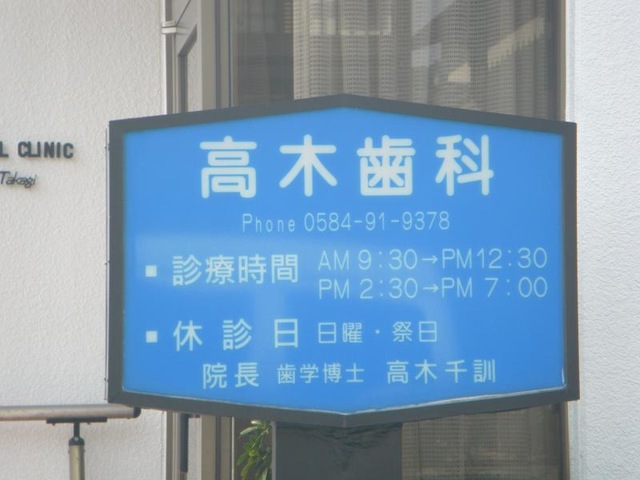 L CLINIC
Takagi
高木歯科
Phone 0584-91-9378
■ 診療時間 AM 9:30→PM12:30
PM 2:30→PM 7:00
■ 休診日 日曜・祭日
院長 歯学博士 高木千訓